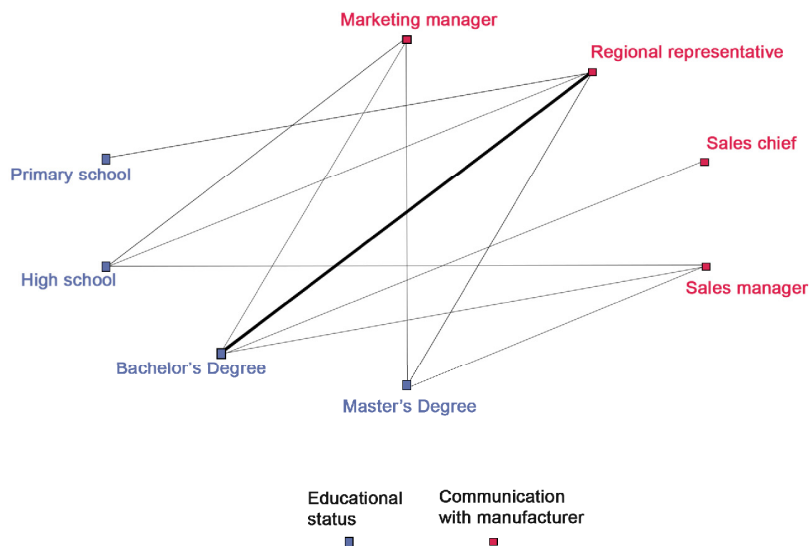 Marketing manager
Regional representative
Sales chief
Primary school
High school
Sales manager
Bachelor's Degree
Master's Degree
Educational
status
Communication
with manufacturer